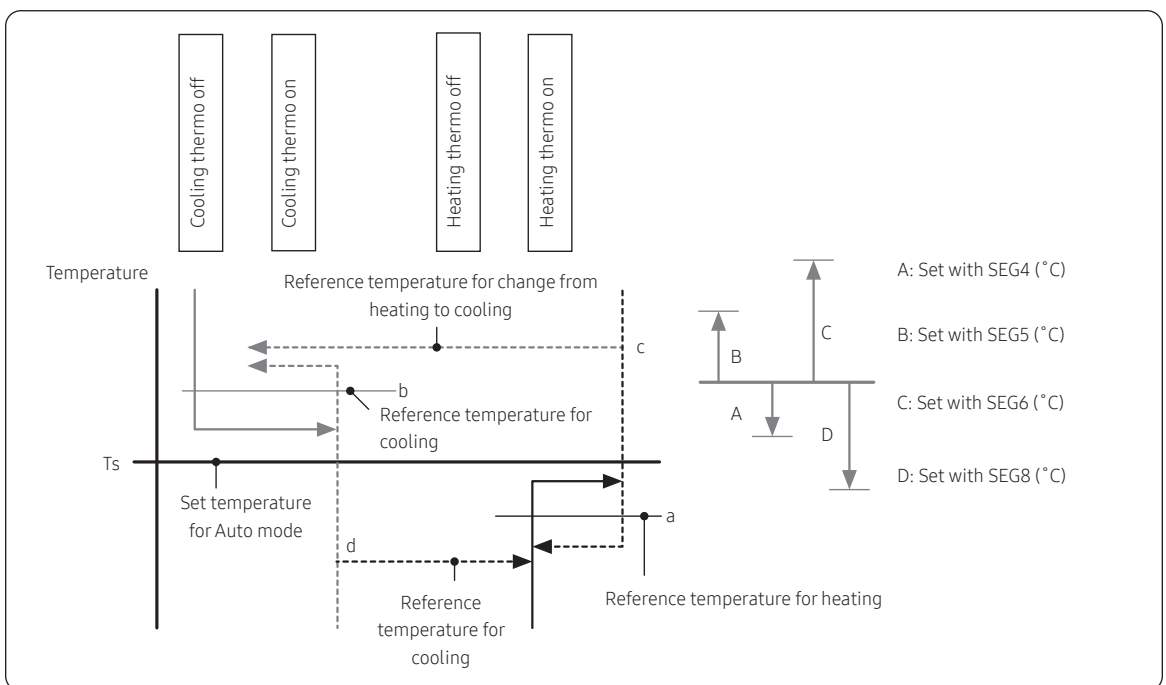 Cooling thermo off
Cooling thermo on
Heating thermo off
Heating thermo on
Temperature
Reference temperature for change from
heating to cooling
c
b
Reference temperature for
cooling
Ts
Set temperature
for Auto mode
a
d
Reference temperature for heating
Reference
temperature for
cooling
B
C
A
D
A: Set with SEG4 (˚C)
B: Set with SEG5 (˚C)
C: Set with SEG6 (˚C)
D: Set with SEG8 (˚C)